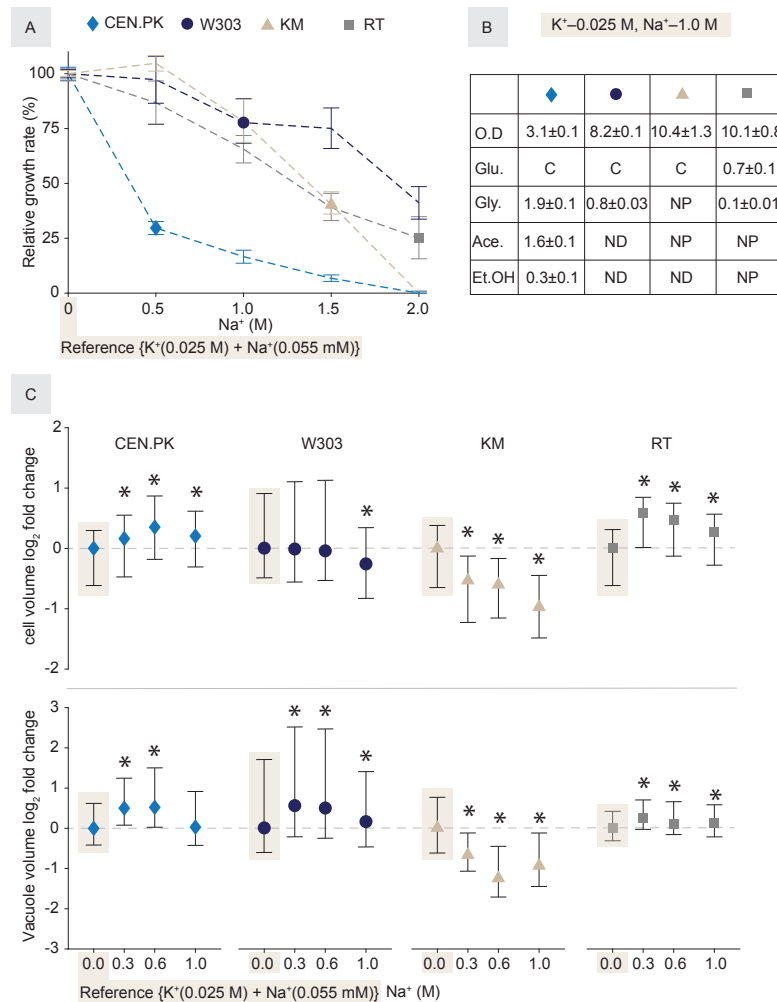 A
CEN.PK W303 KM RT
Relative growth rate (%)
100
75
50
25
0
0 0.5 1.0 1.5 2.0
Na⁺ (M)
Reference {K⁺(0.025 M) + Na⁺(0.055 mM)}
B
K⁺–0.025 M, Na⁺–1.0 M
O.D 3.1±0.1 8.2±0.1 10.4±1.3 10.1±0.8
Glu. C C C 0.7±0.1
Gly. 1.9±0.1 0.8±0.03 NP 0.1±0.01
Ace. 1.6±0.1 ND NP NP
Et.OH 0.3±0.1 ND ND NP
C
CEN.PK W303 KM RT
cell volume log₂ fold change
2
1
0
-1
-2
* * * * * * * * * *
Vacuole volume log₂ fold change
3
2
1
0
-1
-2
-3
* * * * * * * * * * *
0.0 0.3 0.6 1.0 0.0 0.3 0.6 1.0 0.0 0.3 0.6 1.0 0.0 0.3 0.6 1.0
Reference {K⁺(0.025 M) + Na⁺(0.055 mM)} Na⁺ (M)